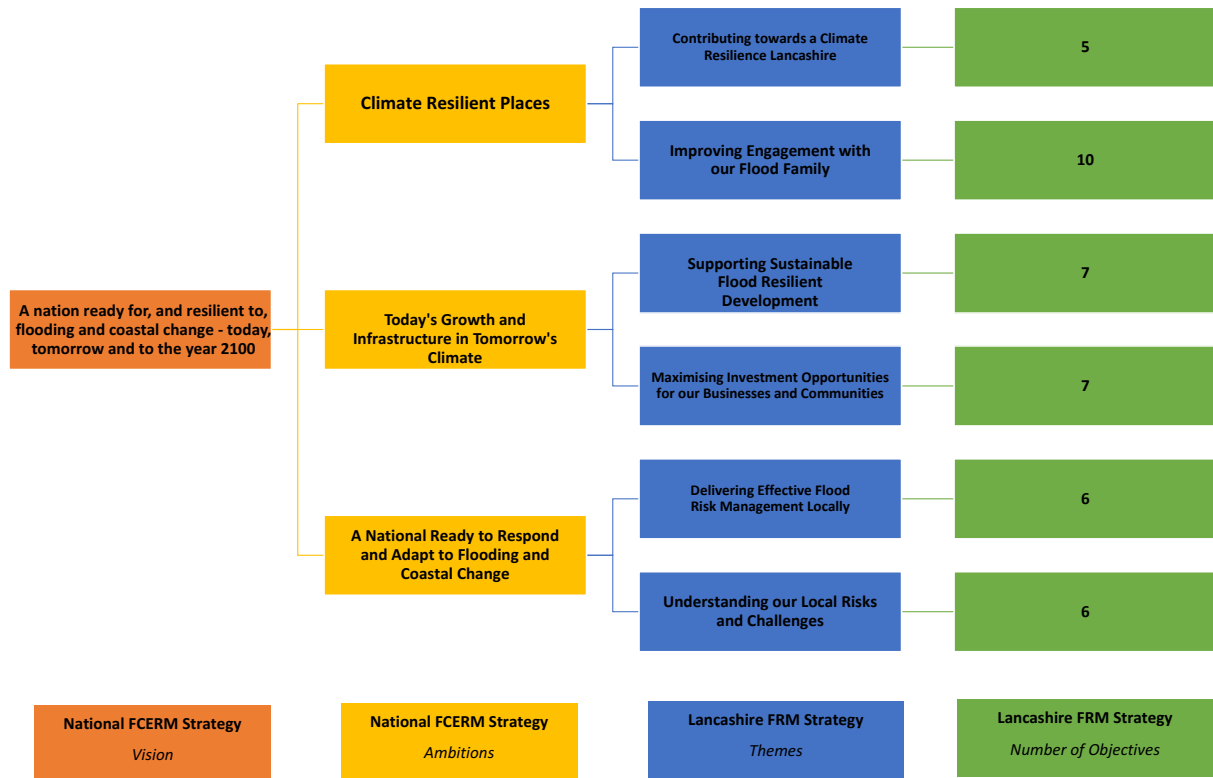 Contributing towards a Climate
Resilience Lancashire
5
Climate Resilient Places
Improving Engagement with
our Flood Family
10
A nation ready for, and resilient to,
flooding and coastal change - today,
tomorrow and to the year 2100
Supporting Sustainable
Flood Resilient
Development
7
Today's Growth and
Infrastructure in Tomorrow's
Climate
Maximising Investment Opportunities
for our Businesses and Communities
7
Delivering Effective Flood
Risk Management Locally
6
A National Ready to Respond
and Adapt to Flooding and
Coastal Change
Understanding our Local Risks
and Challenges
6
National FCERM Strategy
Vision
National FCERM Strategy
Ambitions
Lancashire FRM Strategy
Themes
Lancashire FRM Strategy
Number of Objectives